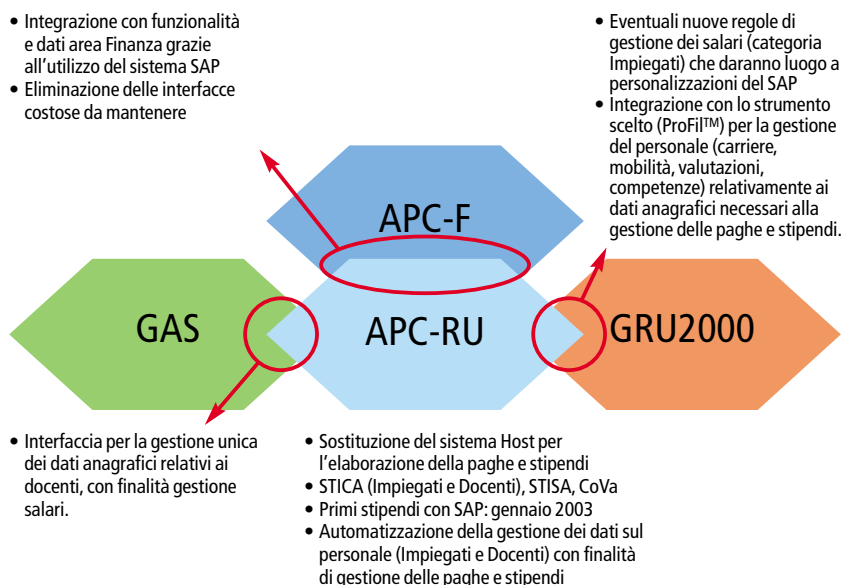 • Integrazione con funzionalità
e dati area Finanza grazie
all'utilizzo del sistema SAP
• Eliminazione delle interfacce
costose da mantenere
• Eventuali nuove regole di
gestione dei salari (categoria
Impiegati) che daranno luogo a
personalizzazioni del SAP
• Integrazione con lo strumento
scelto (ProFil™) per la gestione
del personale (carriere,
mobilità, valutazioni,
competenze) relativamente ai
dati anagrafici necessari alla
gestione delle paghe e stipendi.
APC-F
GAS
APC-RU
GRU2000
• Interfaccia per la gestione unica
dei dati anagrafici relativi ai
docenti, con finalità gestione
salari.
• Sostituzione del sistema Host per
l'elaborazione della paghe e stipendi
• STICA (Impiegati e Docenti), STISA, CoVa
• Primi stipendi con SAP: gennaio 2003
• Automatizzazione della gestione dei dati sul
personale (Impiegati e Docenti) con finalità
di gestione delle paghe e stipendi